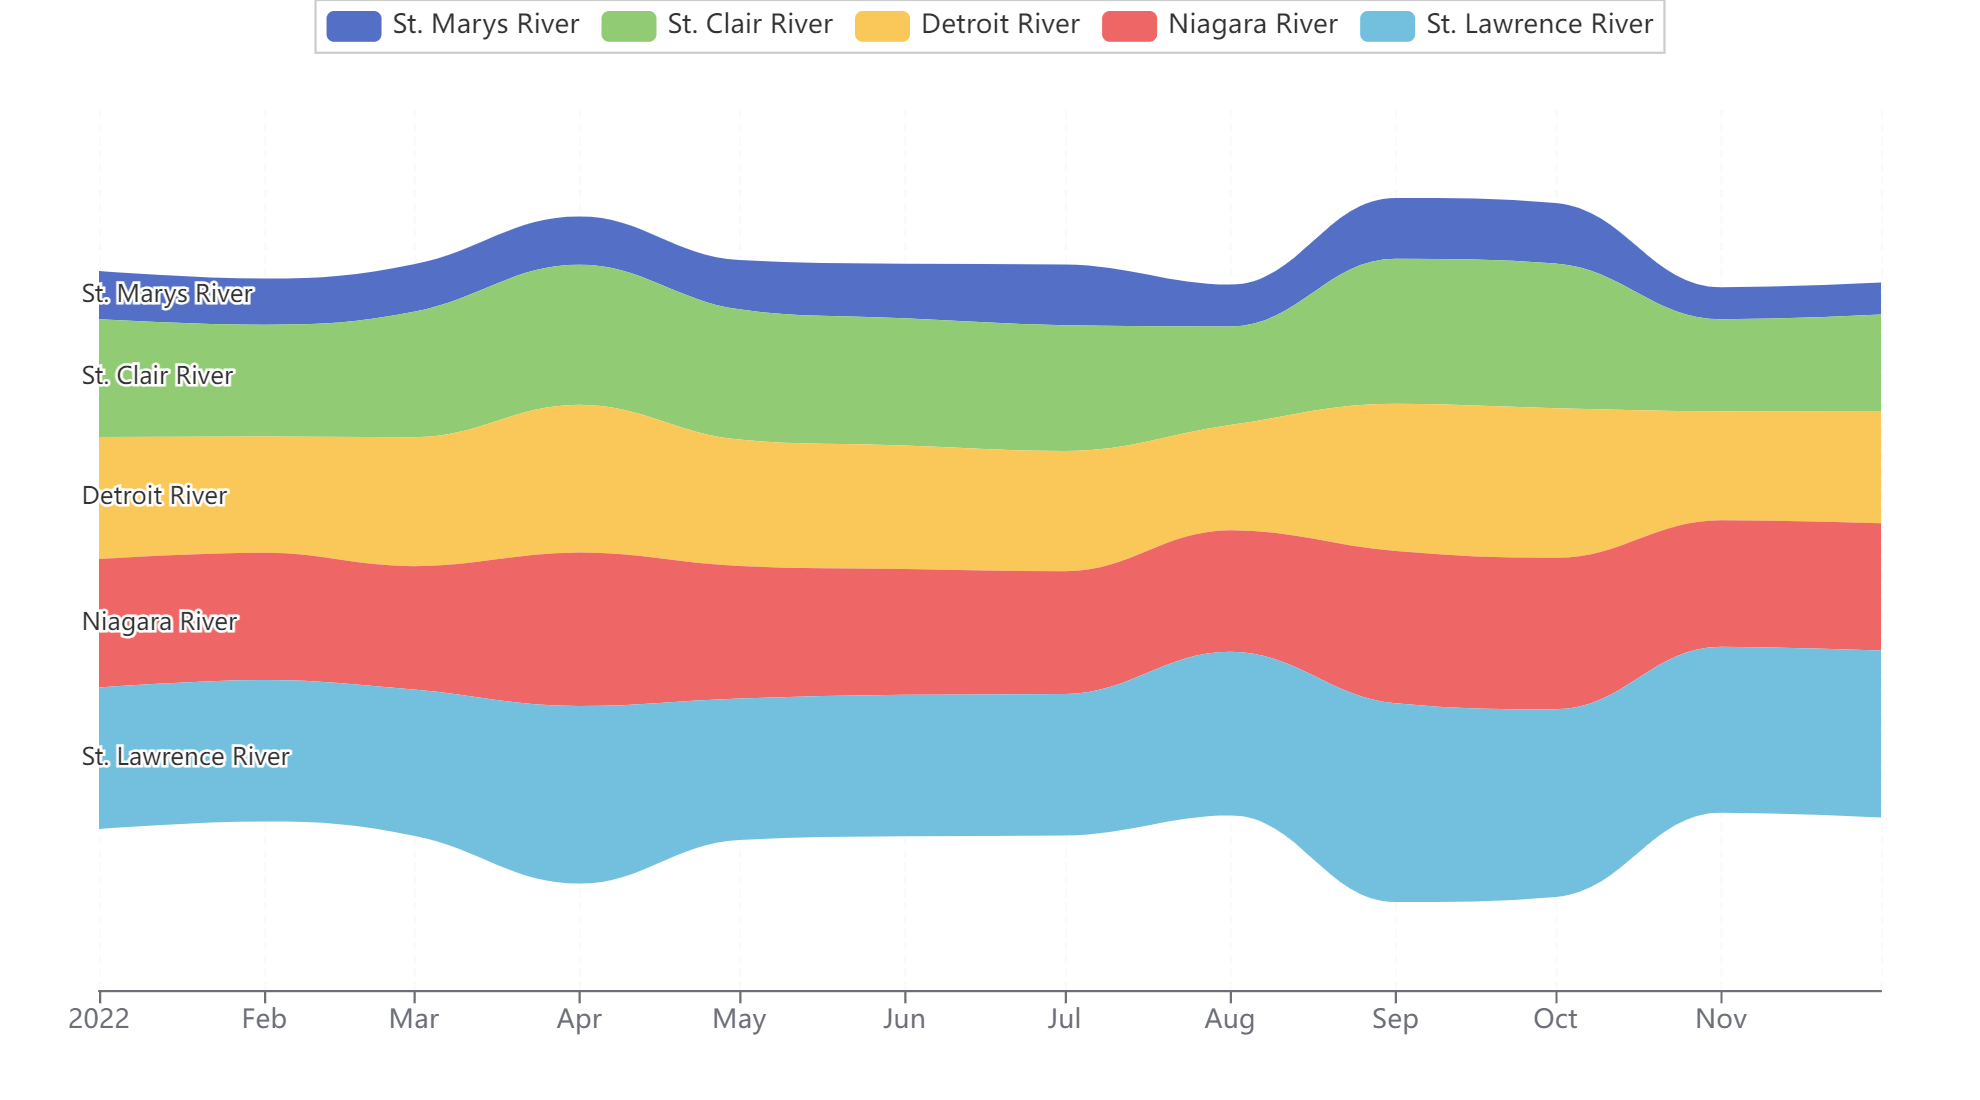 St. Marys River St. Clair River Detroit River Niagara River St. Lawrence River
St. Marys River
St. Clair River
Detroit River
Niagara River
St. Lawrence River
2022 Feb Mar Apr May Jun Jul Aug Sep Oct Nov